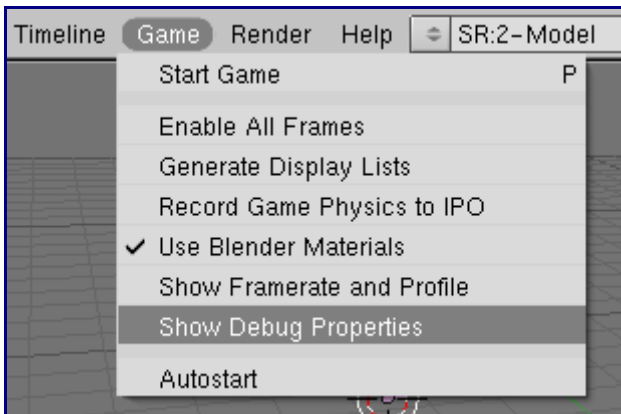 Timeline Game Render Help SR:2-Model
Start Game P
Enable All Frames
Generate Display Lists
Record Game Physics to IPO
Use Blender Materials
Show Framerate and Profile
Show Debug Properties
Autostart